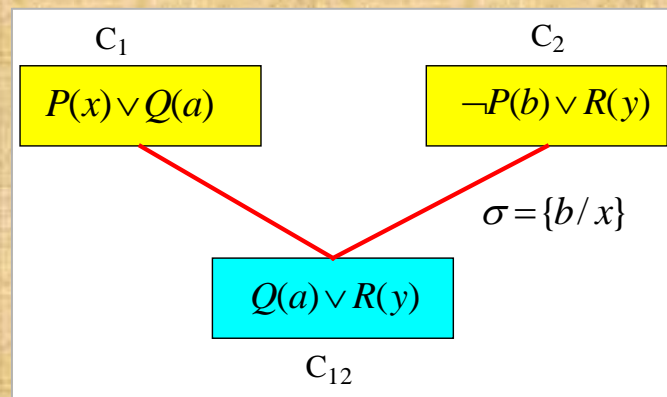 C₁ C₂
P(x)∨Q(a) ¬P(b)∨R(y)
σ={b/x}
Q(a)∨R(y)
C₁₂